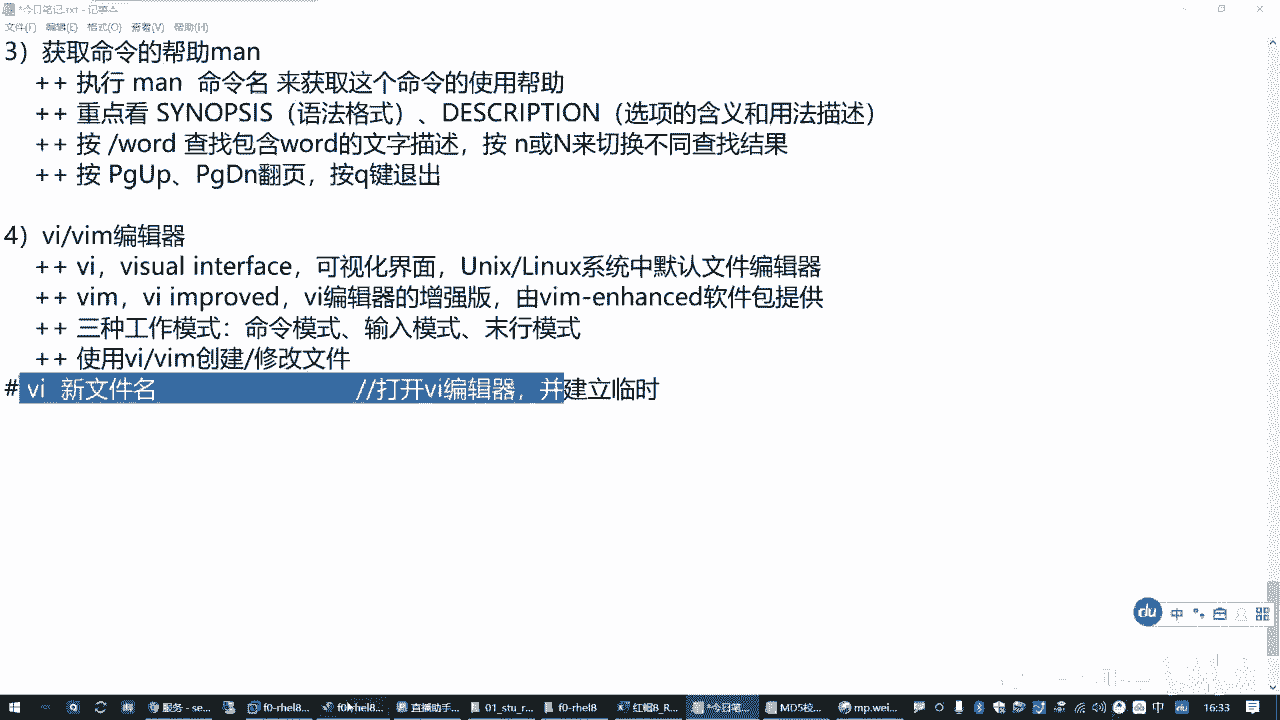 *今日笔记.txt - 记事本
文件(F) 编辑(E) 格式(O) 查看(V) 帮助(H)
3）获取命令的帮助man
++ 执行 man 命令名 来获取这个命令的使用帮助
++ 重点看 SYNOPSIS（语法格式）、DESCRIPTION（选项的含义和用法描述）
++ 按 /word 查找包含word的文字描述，按 n或N来切换不同查找结果
++ 按 PgUp、PgDn翻页，按q键退出
4）vi/vim编辑器
++ vi，visual interface，可视化界面，Unix/Linux系统中默认文件编辑器
++ vim，vi improved，vi编辑器的增强版，由vim-enhanced软件包提供
++ 三种工作模式：命令模式、输入模式、末行模式
++ 使用vi/vim创建/修改文件
# vi 新文件名 //打开vi编辑器，并建立临时
du 中
服务 - se... f0-rhel8... f0-rhel8... 直播助手... 01_stu_r... f0-rhel8 红帽8_R... *今日笔... MD5校... mp.wei... 中 du 16:33